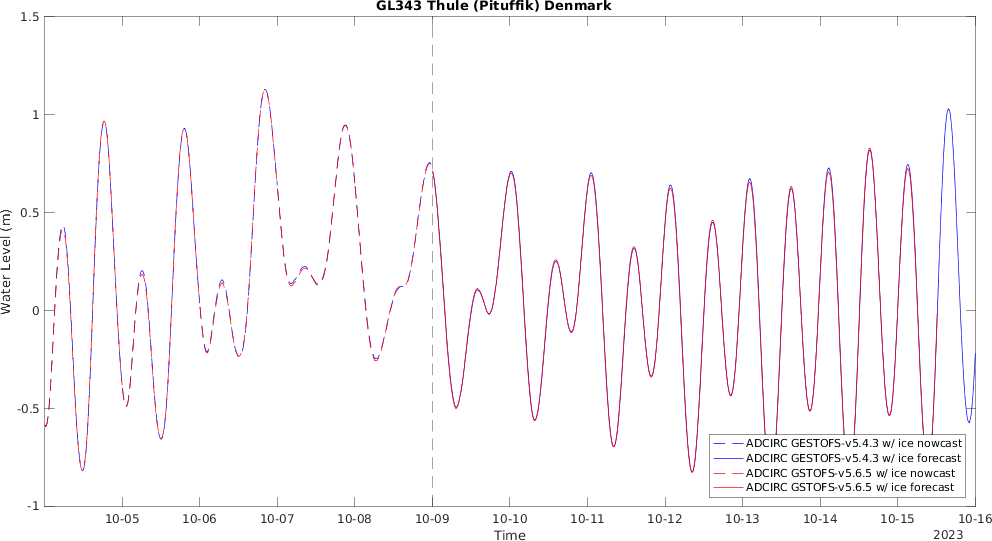 GL343 Thule (Pituffik) Denmark
1.5
1
0.5
0
-0.5
-1
Water Level (m)
ADCIRC GESTOFS-v5.4.3 w/ ice nowcast
ADCIRC GESTOFS-v5.4.3 w/ ice forecast
ADCIRC GSTOFS-v5.6.5 w/ ice nowcast
ADCIRC GSTOFS-v5.6.5 w/ ice forecast
10-05 10-06 10-07 10-08 10-09 10-10 10-11 10-12 10-13 10-14 10-15 10-16
Time
2023